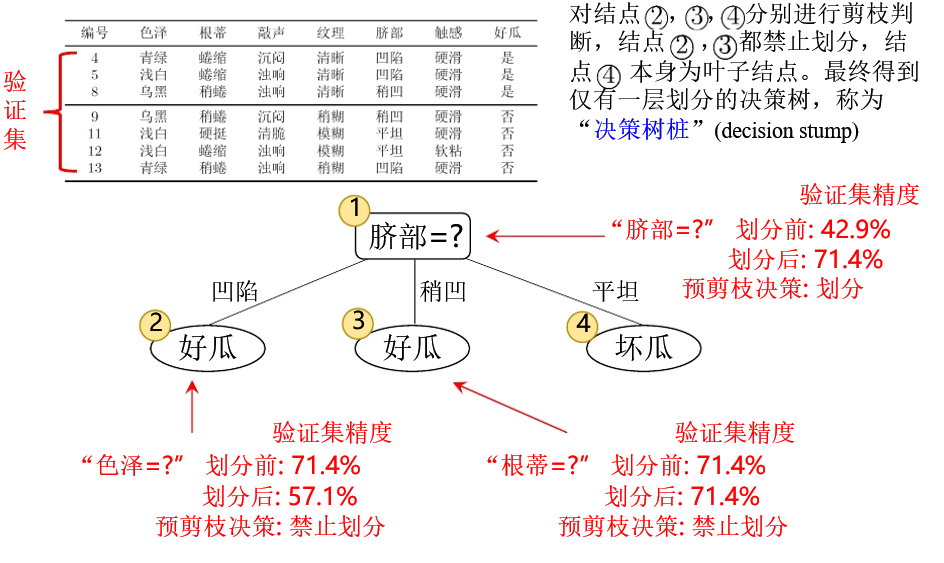 编号 色泽 根蒂 敲声 纹理 脐部 触感 好瓜
4 青绿 蜷缩 沉闷 清晰 凹陷 硬滑 是
5 浅白 蜷缩 浊响 清晰 凹陷 硬滑 是
8 乌黑 稍蜷 浊响 清晰 稍凹 硬滑 是
9 乌黑 稍蜷 沉闷 稍糊 稍凹 硬滑 否
11 浅白 硬挺 清脆 模糊 平坦 硬滑 否
12 浅白 蜷缩 浊响 模糊 平坦 软粘 否
13 青绿 稍蜷 浊响 稍糊 凹陷 硬滑 否
验
证
集
对结点②,③,④分别进行剪枝判
断，结点②,③都禁止划分，结
点④ 本身为叶子结点。最终得到
仅有一层划分的决策树，称为
“决策树桩”(decision stump)
1
脐部=?
验证集精度
“脐部=?” 划分前: 42.9%
划分后: 71.4%
预剪枝决策: 划分
凹陷
稍凹
平坦
2
好瓜
3
好瓜
4
坏瓜
验证集精度
“色泽=?” 划分前: 71.4%
划分后: 57.1%
预剪枝决策: 禁止划分
验证集精度
“根蒂=?” 划分前: 71.4%
划分后: 71.4%
预剪枝决策: 禁止划分